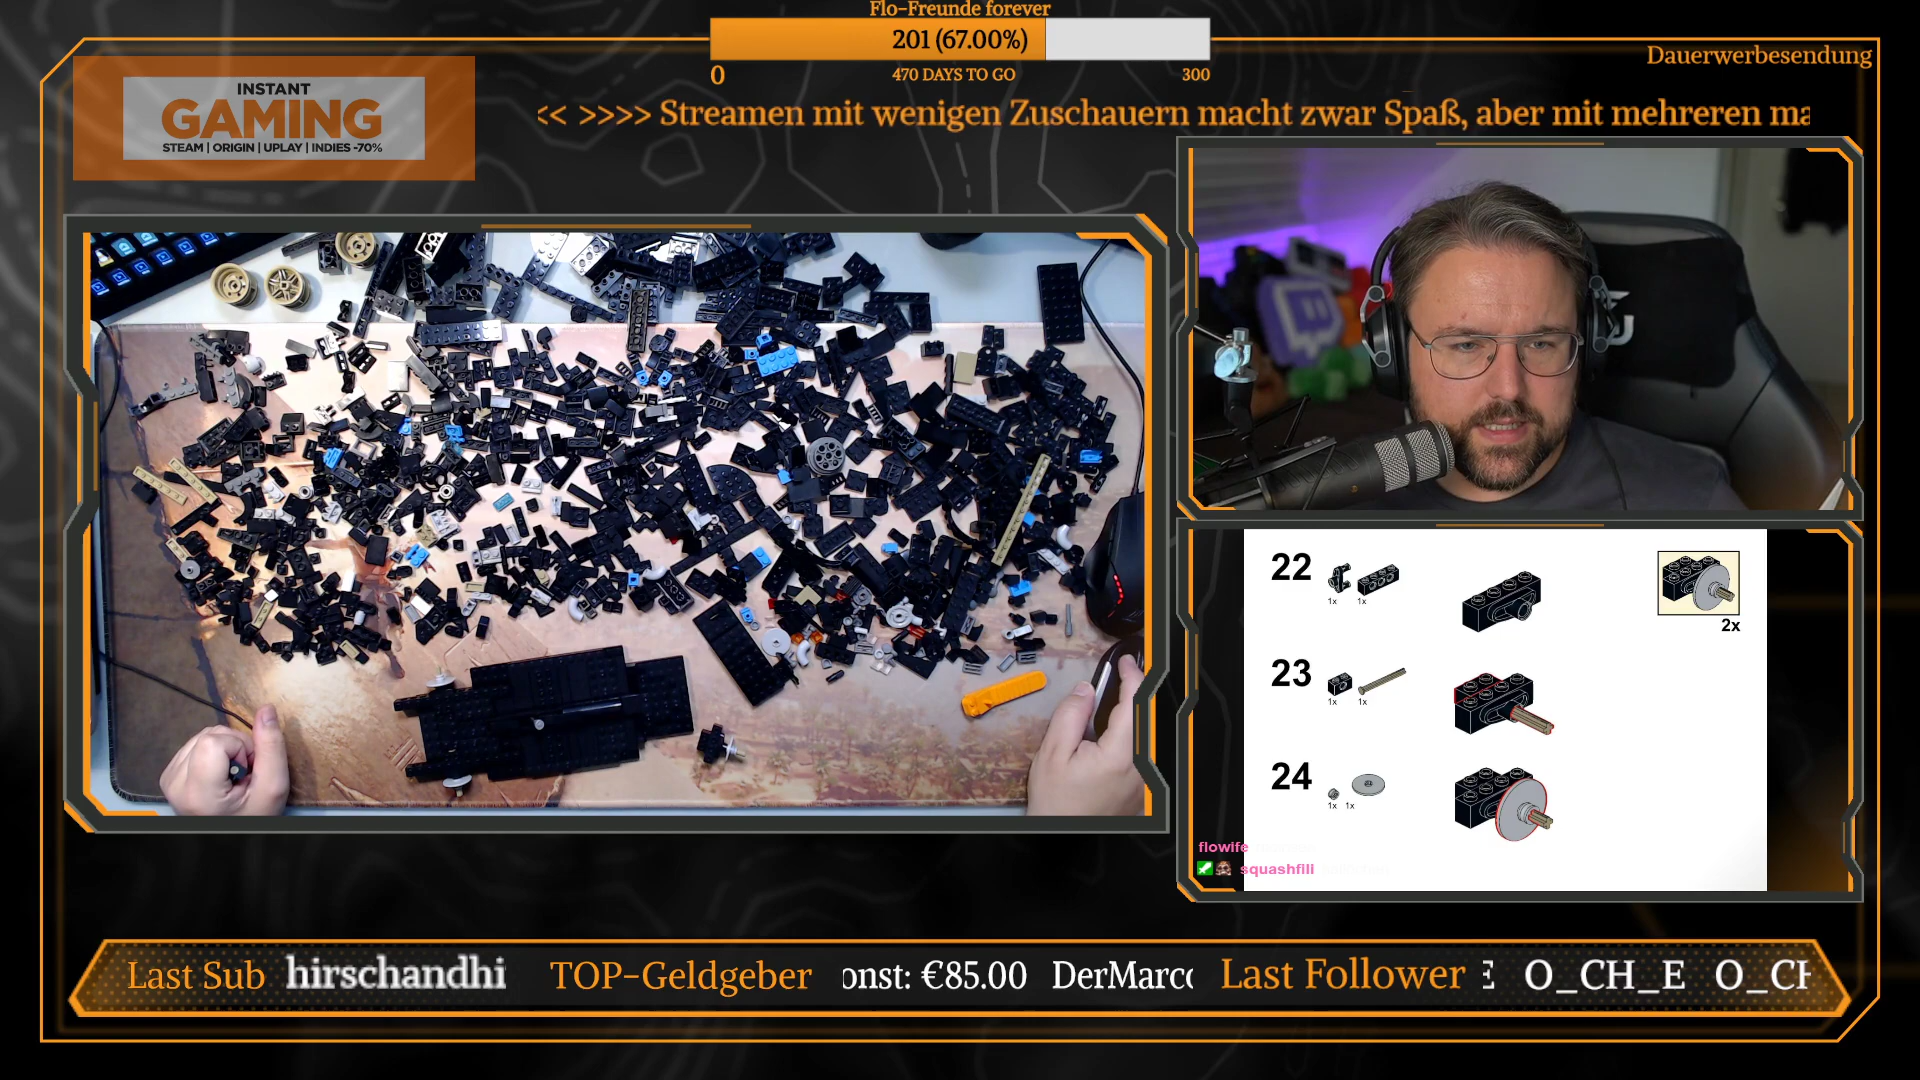 Flo-Freunde forever
201 (67.00%)
0
470 DAYS TO GO
300
Dauerwerbesendung
INSTANT
GAMING
STEAM | ORIGIN | UPLAY | INDIES -70%
<< >>>> Streamen mit wenigen Zuschauern macht zwar Spaß, aber mit mehreren ma
22
1x 1x
2x
23
1x 1x
24
1x 1x
flowife
squashfill
Last Sub hirschandhi TOP-Geldgeber onst: €85.00 DerMarco Last Follower E O_CH_E O_CH